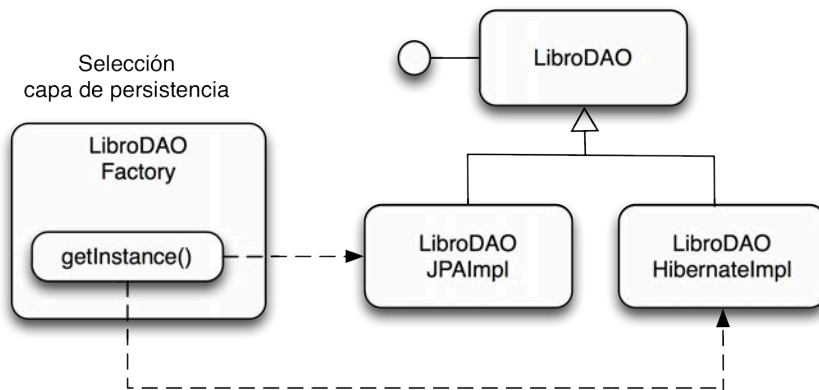 Selección
capa de persistencia
LibroDAO
LibroDAO
Factory
getInstance()
LibroDAO
JPAImpl
LibroDAO
HibernateImpl